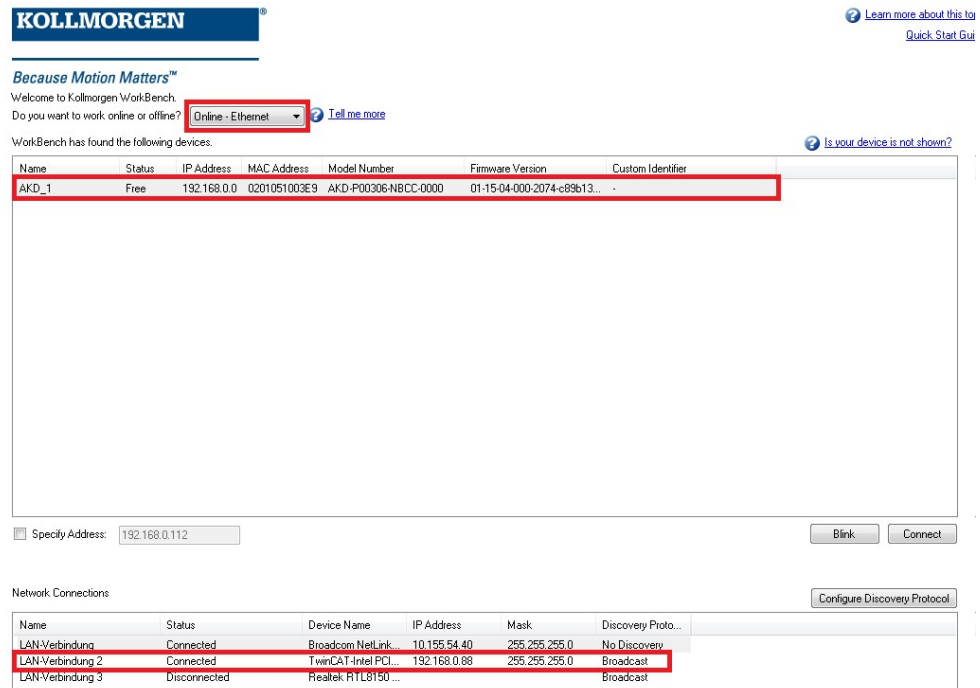 KOLLMORGEN®
Learn more about this to
Quick Start Gui
Because Motion Matters™
Welcome to Kollmorgen WorkBench.
Do you want to work online or offline? Online - Ethernet Tell me more
WorkBench has found the following devices. Is your device is not shown?
Name Status IP Address MAC Address Model Number Firmware Version Custom Identifier
AKD_1 Free 192.168.0.0 0201051003E9 AKD-P00306-NBCC-0000 01-15-04-000-2074-c89b13... -
Specify Address: 192.168.0.112 Blink Connect
Network Connections Configure Discovery Protocol
Name Status Device Name IP Address Mask Discovery Proto...
LAN-Verbindung Connected Broadcom NetLink... 10.155.54.40 255.255.255.0 No Discovery
LAN-Verbindung 2 Connected TwinCAT-Intel PCI... 192.168.0.88 255.255.255.0 Broadcast
LAN-Verbindung 3 Disconnected Realtek RTL8150 ... Broadcast